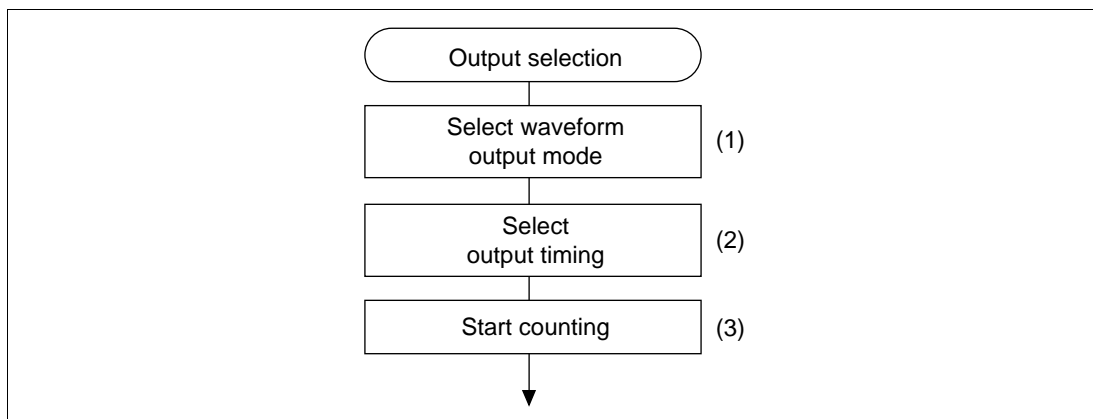 Output selection
Select waveform
output mode
(1)
Select
output timing
(2)
Start counting
(3)